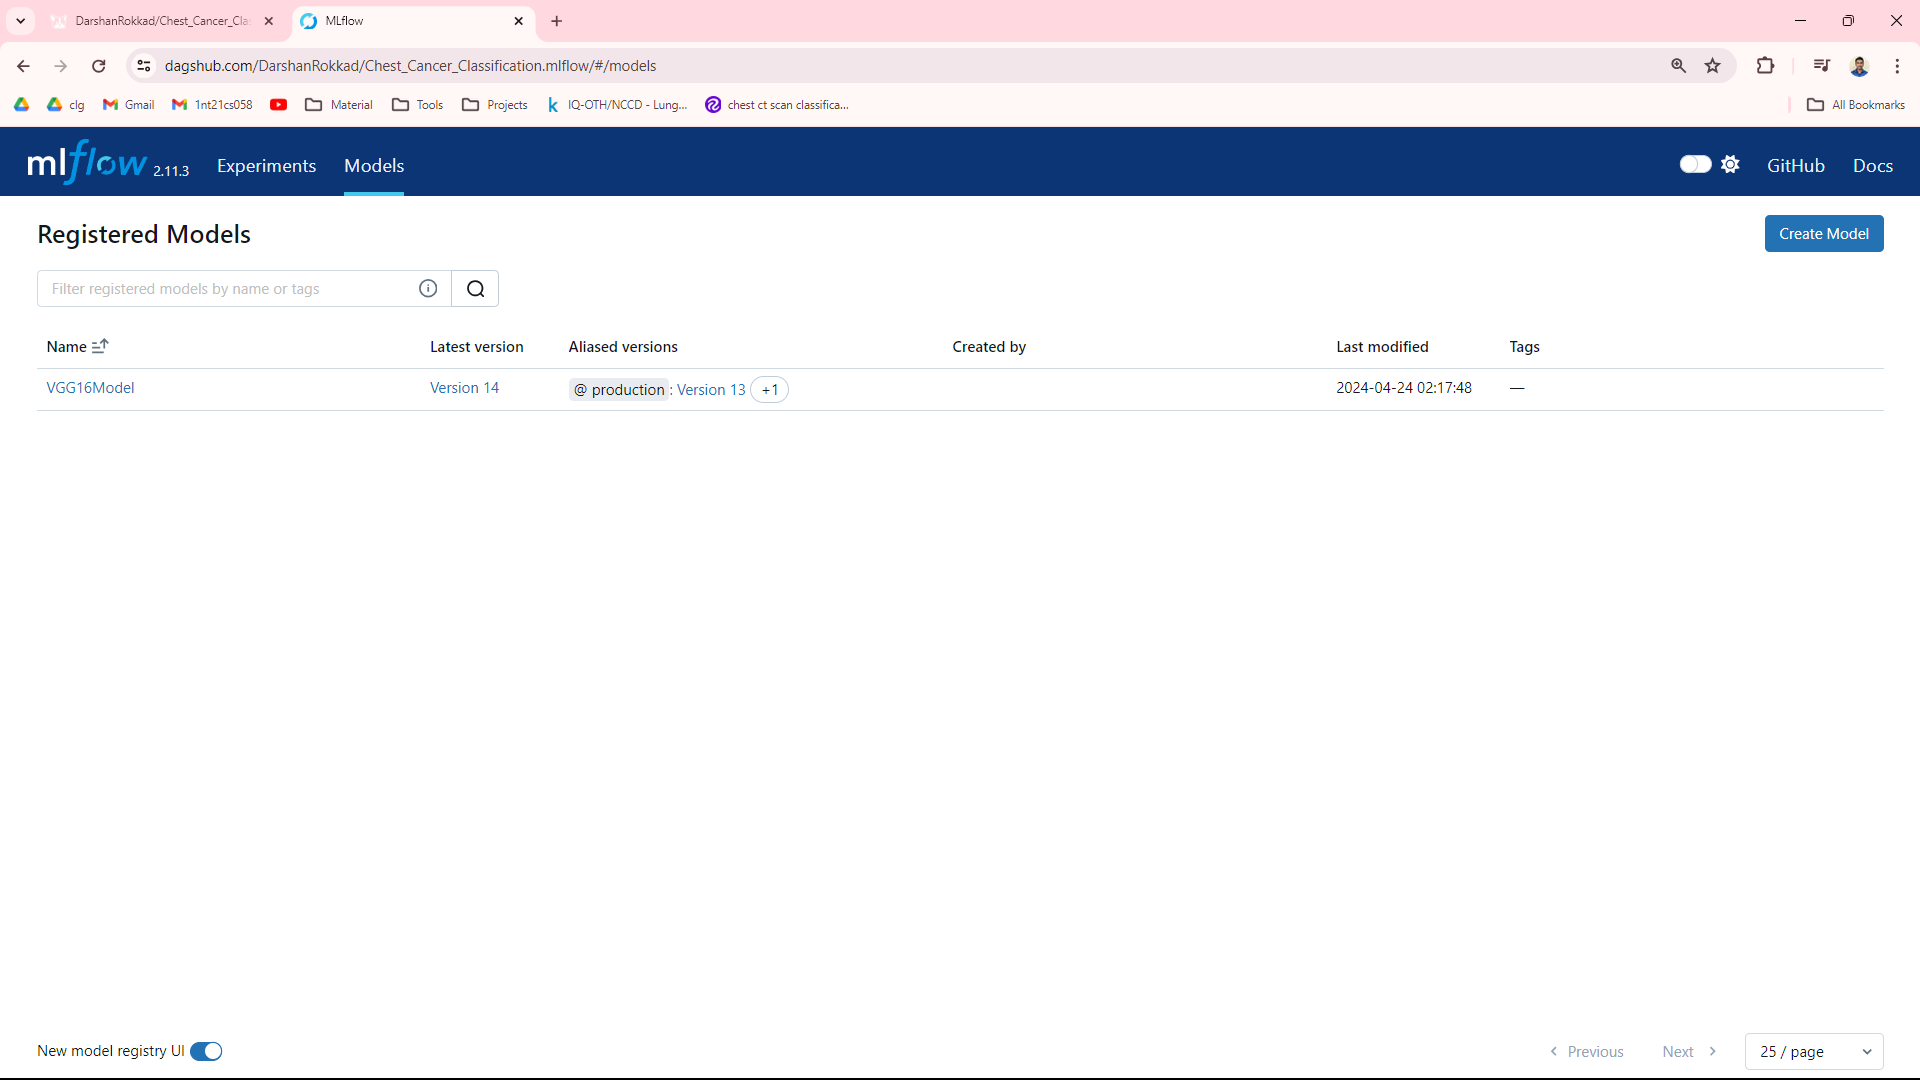 DarshanRokkad/Chest_Cancer_Cla
MLflow
dagshub.com/DarshanRokkad/Chest_Cancer_Classification.mlflow/#/models
clg
Gmail
1nt21cs058
Material
Tools
Projects
IQ-OTH/NCCD - Lung...
chest ct scan classifica...
All Bookmarks
mlflow 2.11.3 Experiments Models GitHub Docs
Registered Models
Create Model
Filter registered models by name or tags
Name Latest version Aliased versions Created by Last modified Tags
VGG16Model Version 14 @ production : Version 13 +1 2024-04-24 02:17:48 —
New model registry UI
Previous Next 25 / page